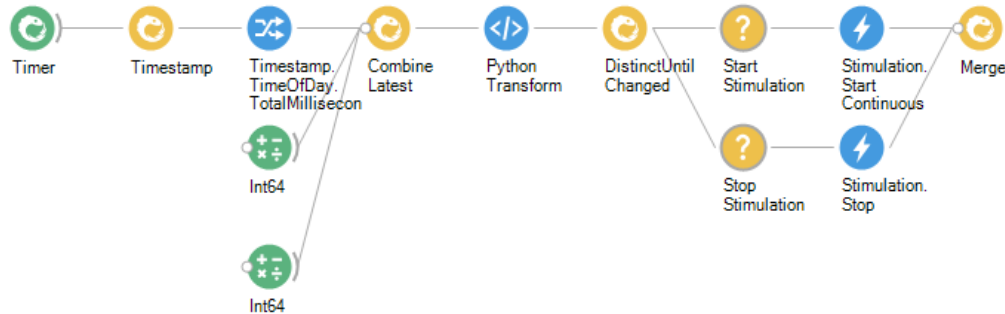 Timer
Timestamp
Timestamp.
TimeOfDay.
TotalMillisecon
Combine
Latest
Python
Transform
DistinctUntil
Changed
Start
Stimulation
Stimulation.
Start
Continuous
Merge
Int64
Stop
Stimulation
Stimulation.
Stop
Int64